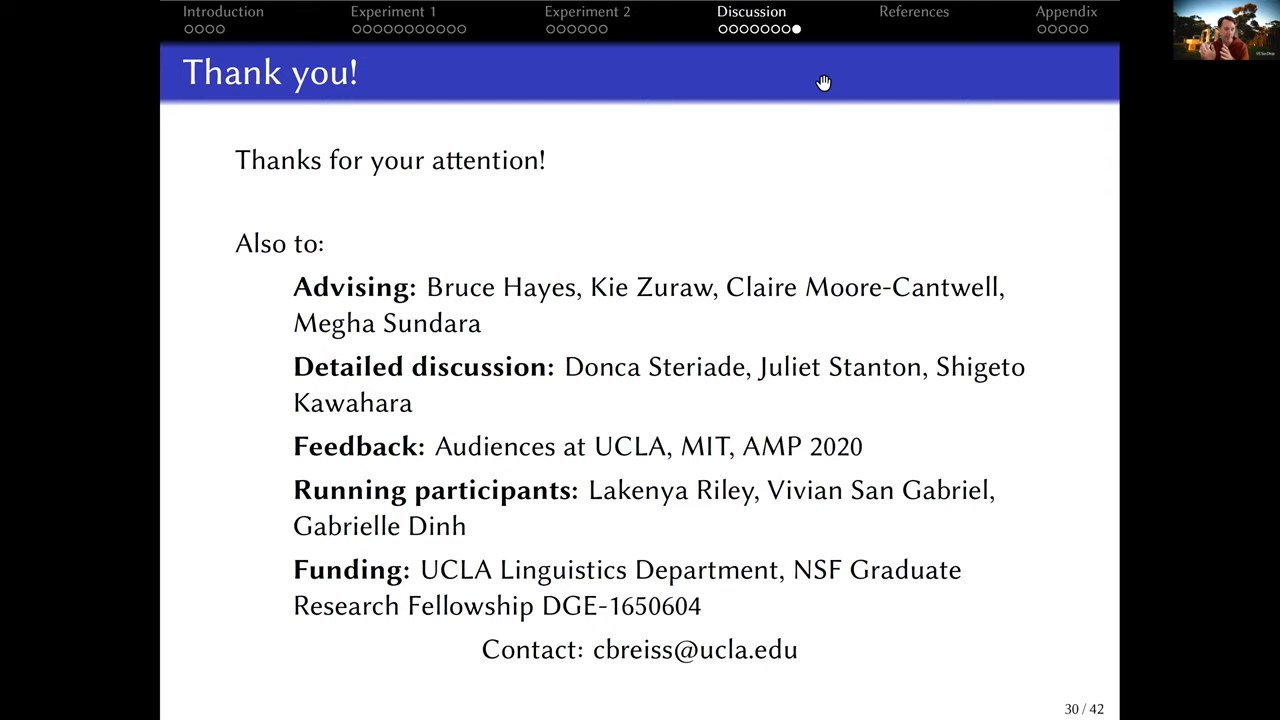 Introduction Experiment 1 Experiment 2 Discussion References Appendix
Thank you!
Thanks for your attention!
Also to:
Advising: Bruce Hayes, Kie Zuraw, Claire Moore-Cantwell,
Megha Sundara
Detailed discussion: Donca Steriade, Juliet Stanton, Shigeto
Kawahara
Feedback: Audiences at UCLA, MIT, AMP 2020
Running participants: Lakenya Riley, Vivian San Gabriel,
Gabrielle Dinh
Funding: UCLA Linguistics Department, NSF Graduate
Research Fellowship DGE-1650604
Contact: cbreiss@ucla.edu
30 / 42